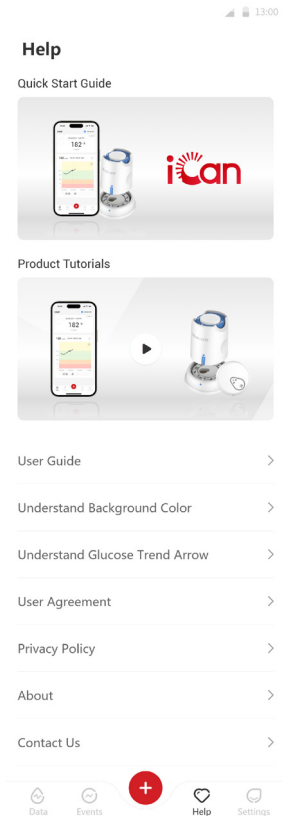 13:00
Help
Quick Start Guide
182
iCan
Product Tutorials
182
User Guide
Understand Background Color
Understand Glucose Trend Arrow
User Agreement
Privacy Policy
About
Contact Us
Data
Events
Help
Settings